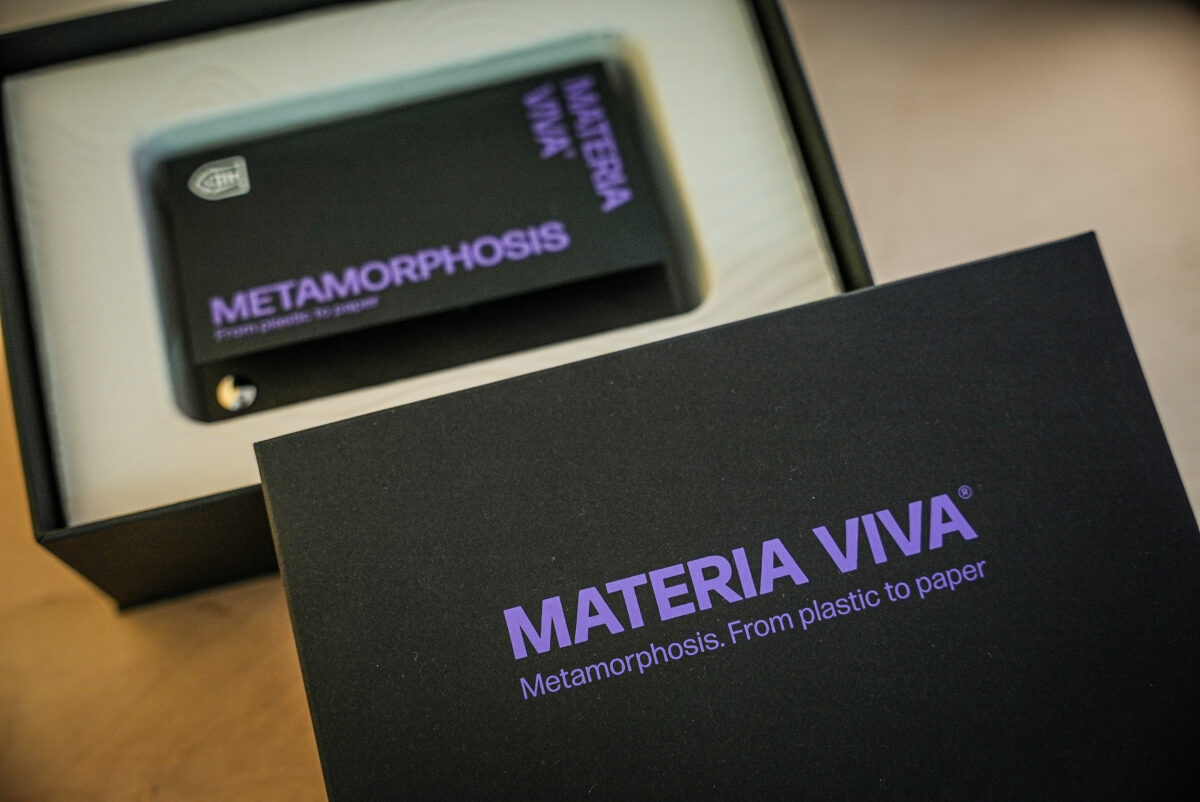 MATERIA
VIVA
METAMORPHOSIS
From plastic to paper
MATERIA VIVA®
Metamorphosis. From plastic to paper